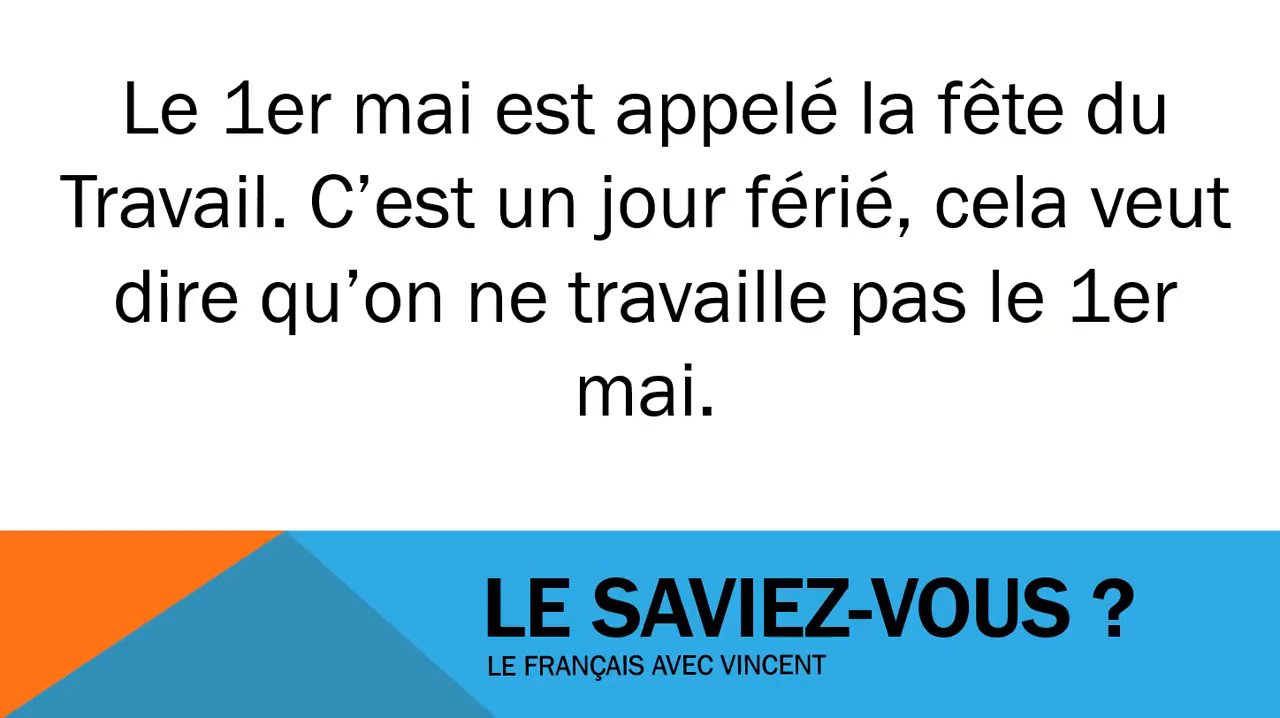 Le 1er mai est appelé la fête du
Travail. C’est un jour férié, cela veut
dire qu’on ne travaille pas le 1er
mai.
LE SAVIEZ-VOUS ?
LE FRANÇAIS AVEC VINCENT